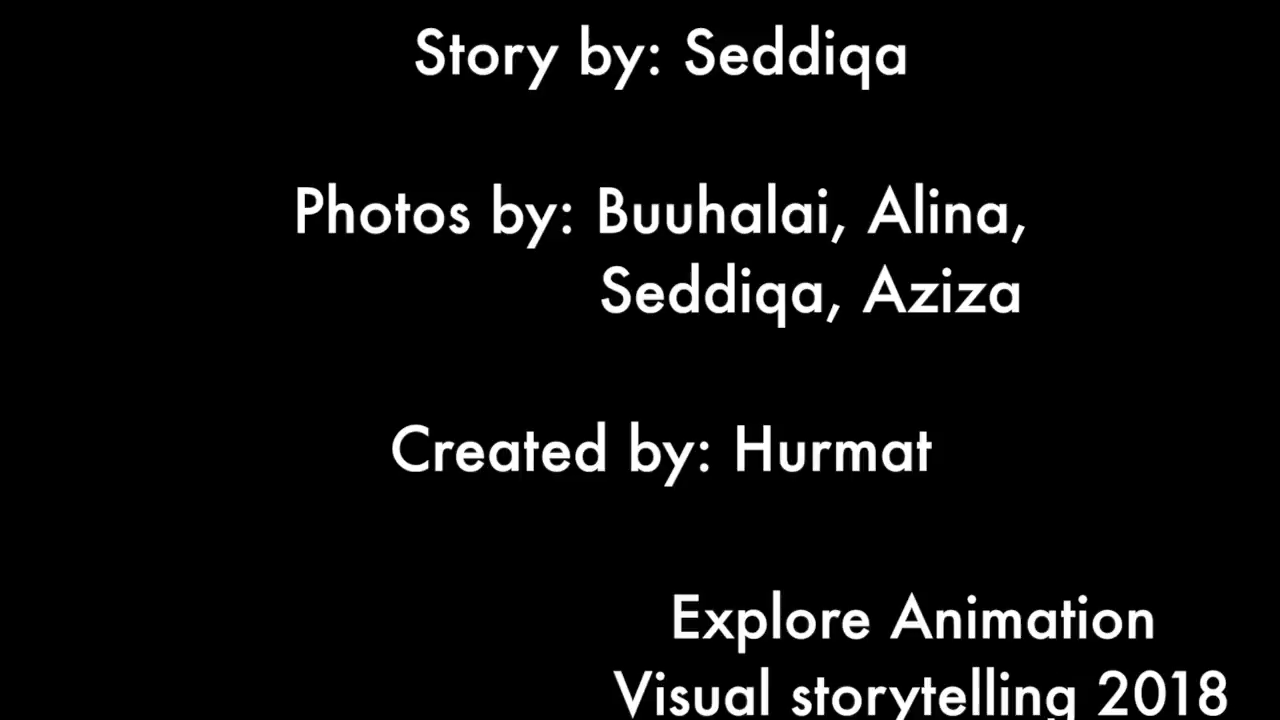 Story by: Seddiqa
Photos by: Buuhalai, Alina,
Seddiqa, Aziza
Created by: Hurmat
Explore Animation
Visual storytelling 2018